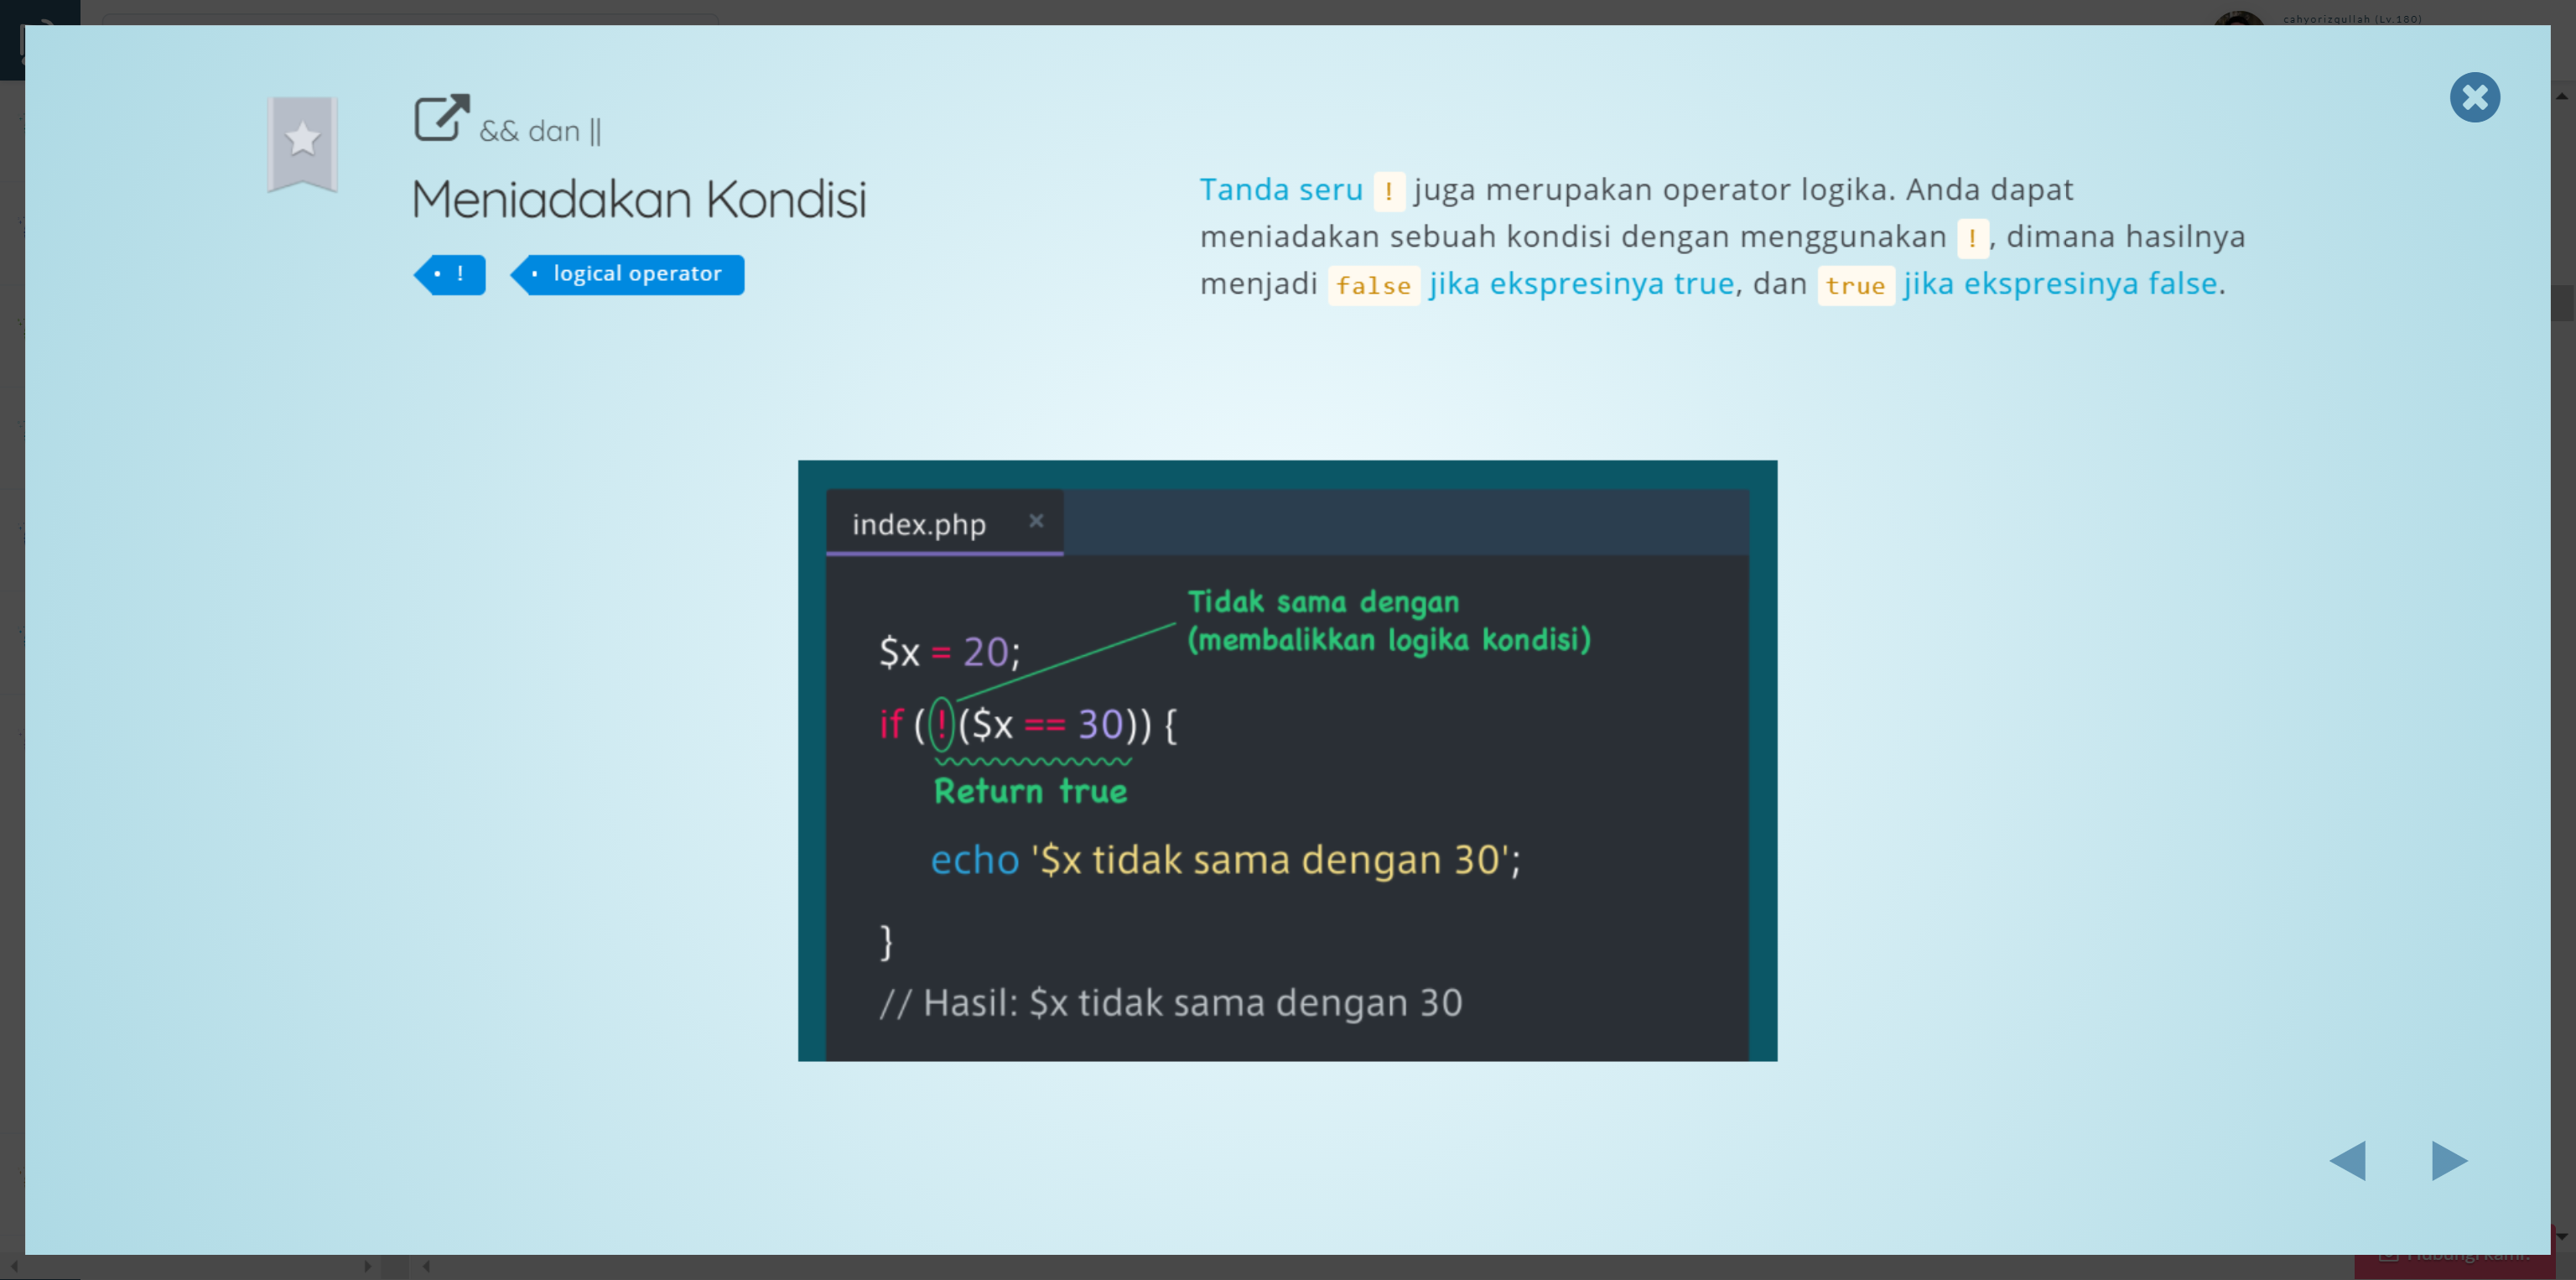 cahyorizqullah (Lv.180)
&& dan ||
Meniadakan Kondisi
! logical operator
Tanda seru ! juga merupakan operator logika. Anda dapat
meniadakan sebuah kondisi dengan menggunakan !, dimana hasilnya
menjadi false jika ekspresinya true, dan true jika ekspresinya false.
index.php
Tidak sama dengan
(membalikkan logika kondisi)
$x = 20;
if (!($x == 30)) {
Return true
echo '$x tidak sama dengan 30';
}
// Hasil: $x tidak sama dengan 30
Hubungi kami!